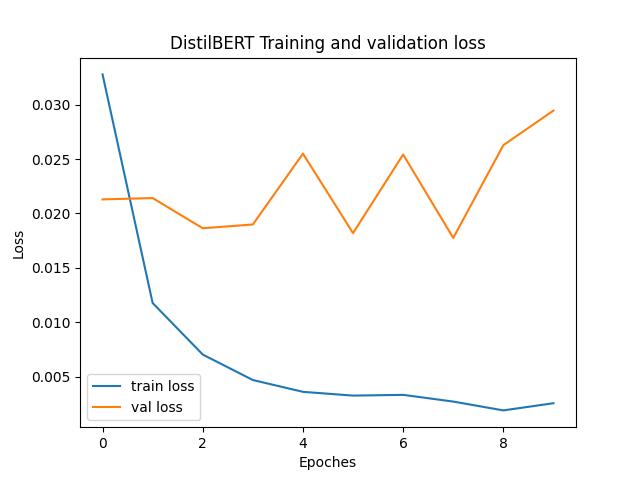 DistilBERT Training and validation loss
0.030
0.025
0.020
0.015
0.010
0.005
Loss
train loss
val loss
0 2 4 6 8
Epoches